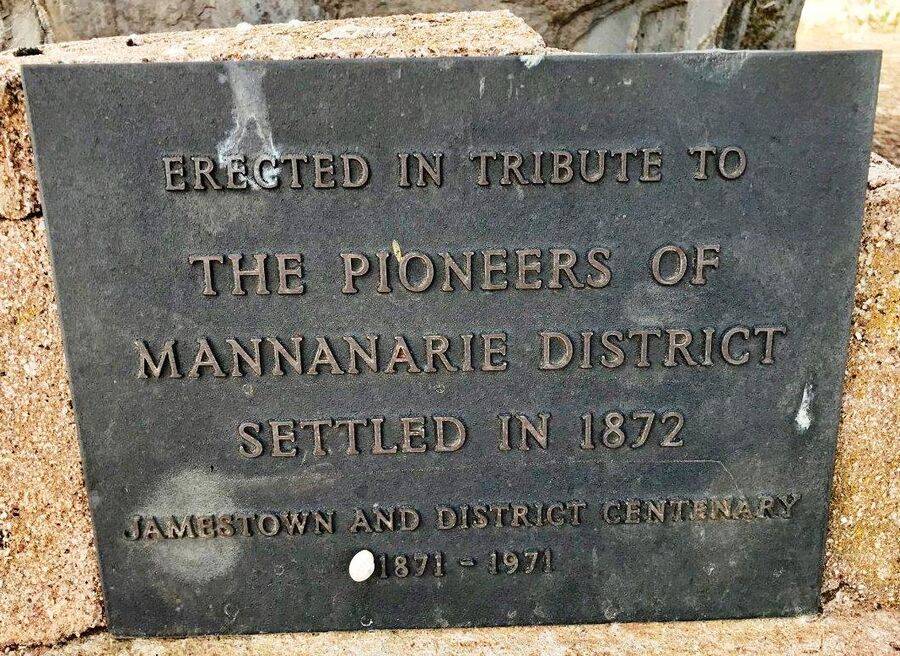 ERECTED IN TRIBUTE TO
THE PIONEERS OF
MANNANARIE DISTRICT
SETTLED IN 1872
JAMESTOWN AND DISTRICT CENTENARY
1871 - 1971